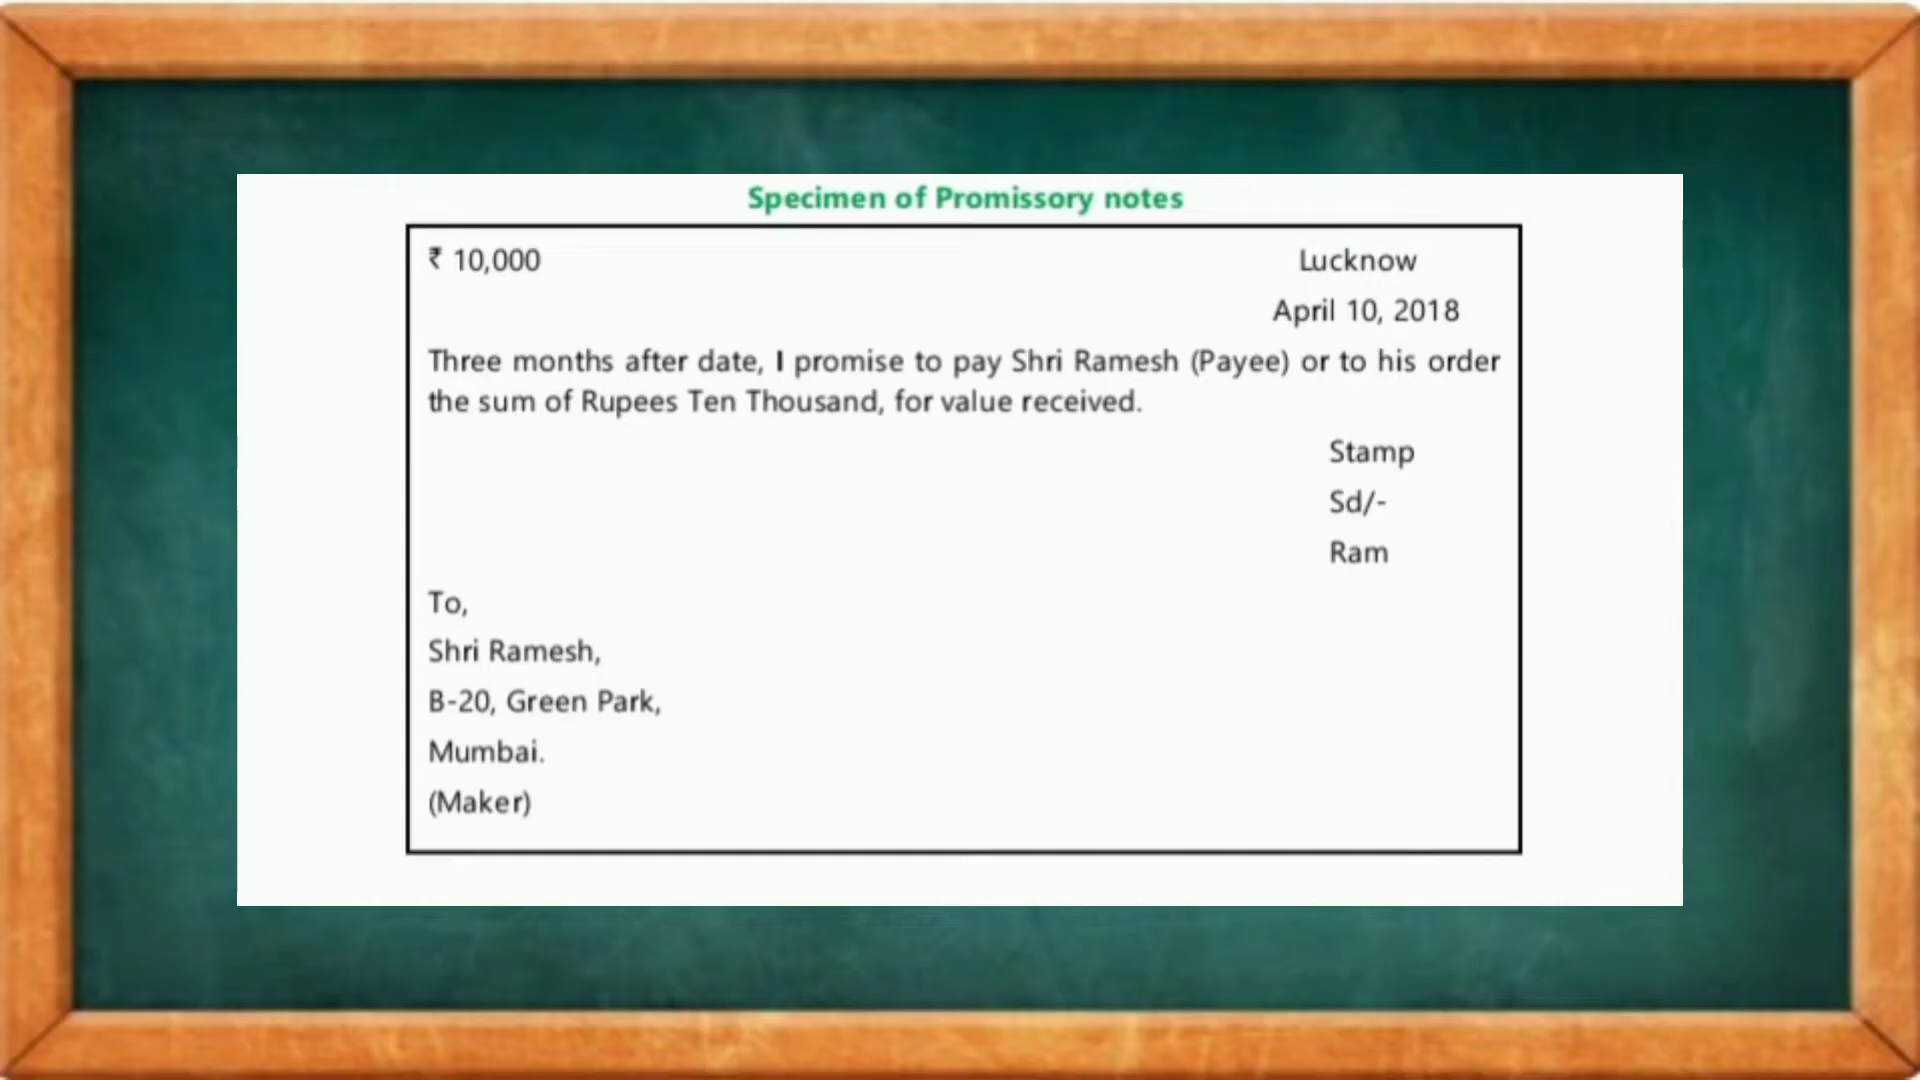 Specimen of Promissory notes
₹ 10,000 Lucknow
April 10, 2018
Three months after date, I promise to pay Shri Ramesh (Payee) or to his order
the sum of Rupees Ten Thousand, for value received.
Stamp
Sd/-
Ram
To,
Shri Ramesh,
B-20, Green Park,
Mumbai.
(Maker)